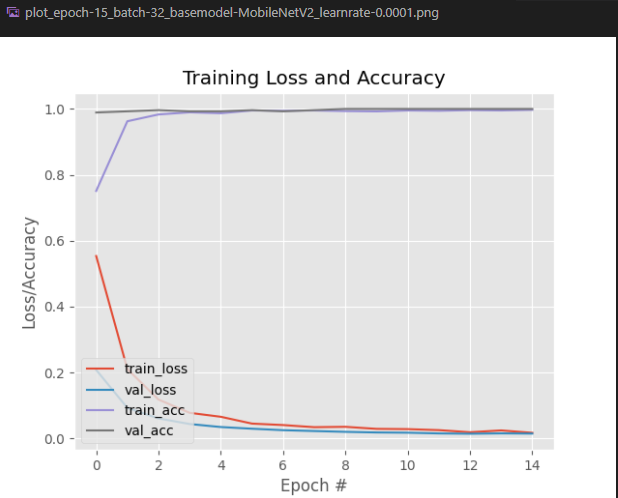 plot_epoch-15_batch-32_basemodel-MobileNetV2_learnrate-0.0001.png
Training Loss and Accuracy
1.0
0.8
0.6
0.4
0.2
0.0
Loss/Accuracy
train_loss
val_loss
train_acc
val_acc
0 2 4 6 8 10 12 14
Epoch #